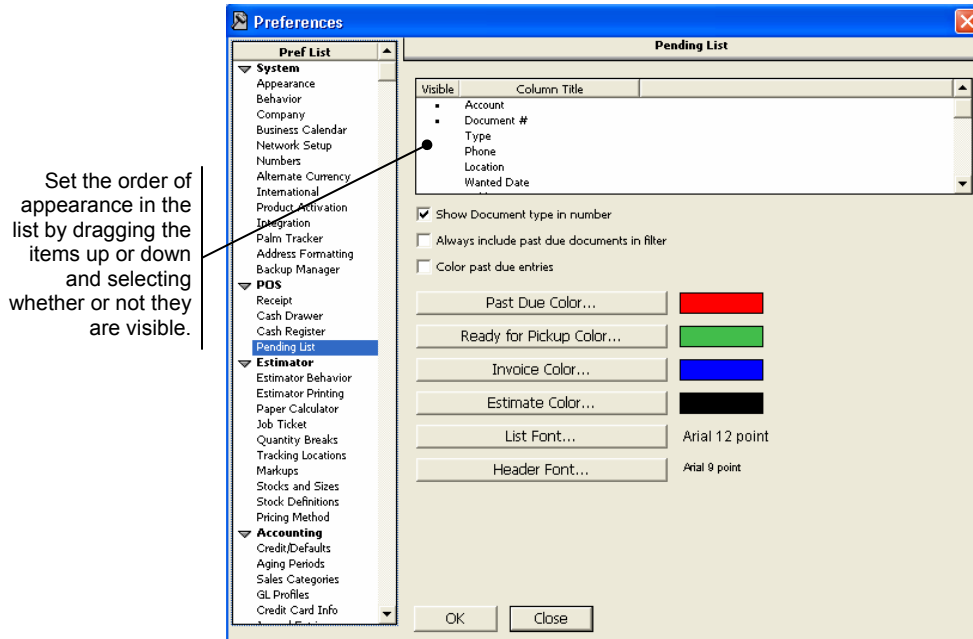 Preferences
Pref List
System
Appearance
Behavior
Company
Business Calendar
Network Setup
Numbers
Alternate Currency
International
Product Activation
Integration
Palm Tracker
Address Formatting
Backup Manager
POS
Receipt
Cash Drawer
Cash Register
Pending List
Estimator
Estimator Behavior
Estimator Printing
Paper Calculator
Job Ticket
Quantity Breaks
Tracking Locations
Markups
Stocks and Sizes
Stock Definitions
Pricing Method
Accounting
Credit/Defaults
Aging Periods
Sales Categories
GL Profiles
Credit Card Info
Pending List
Visible Column Title
Account
Document #
Type
Phone
Location
Wanted Date
Show Document type in number
Always include past due documents in filter
Color past due entries
Past Due Color...
Ready for Pickup Color...
Invoice Color...
Estimate Color...
List Font... Arial 12 point
Header Font... Arial 9 point
OK Close
Set the order of
appearance in the
list by dragging the
items up or down
and selecting
whether or not they
are visible.